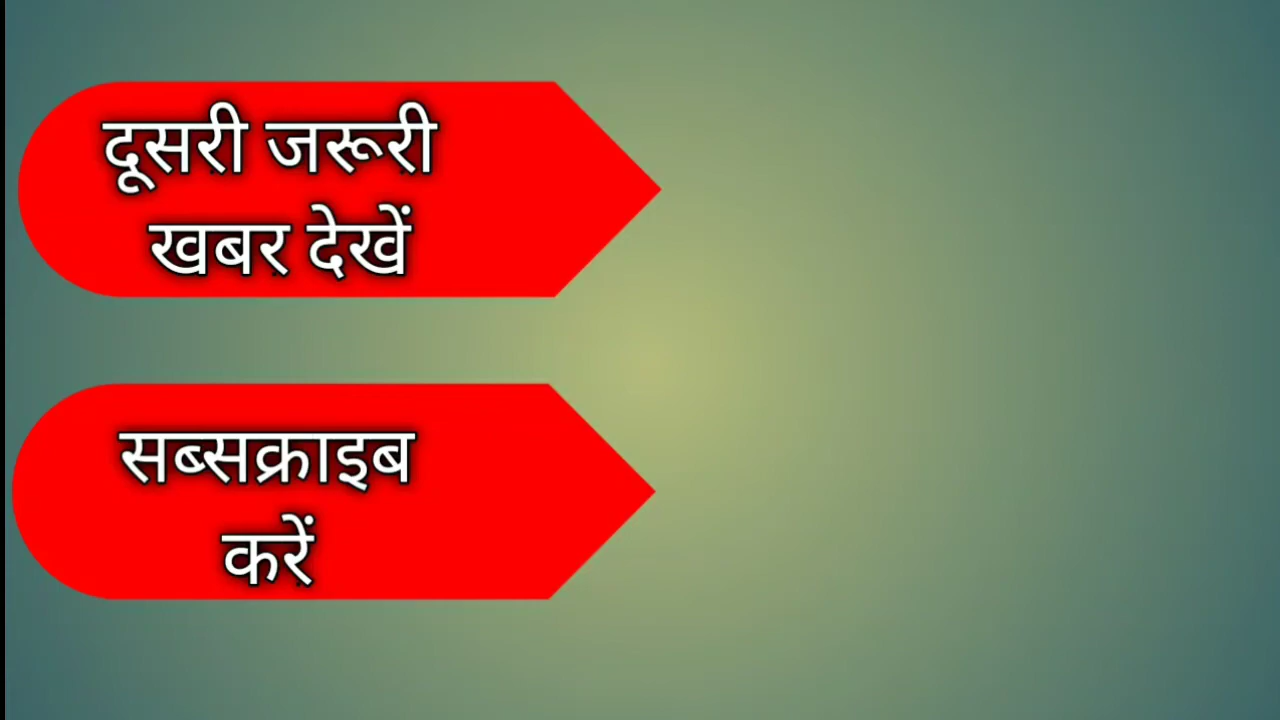 दूसरी जरूरी
खबर देखें
सब्सक्राइब
करें